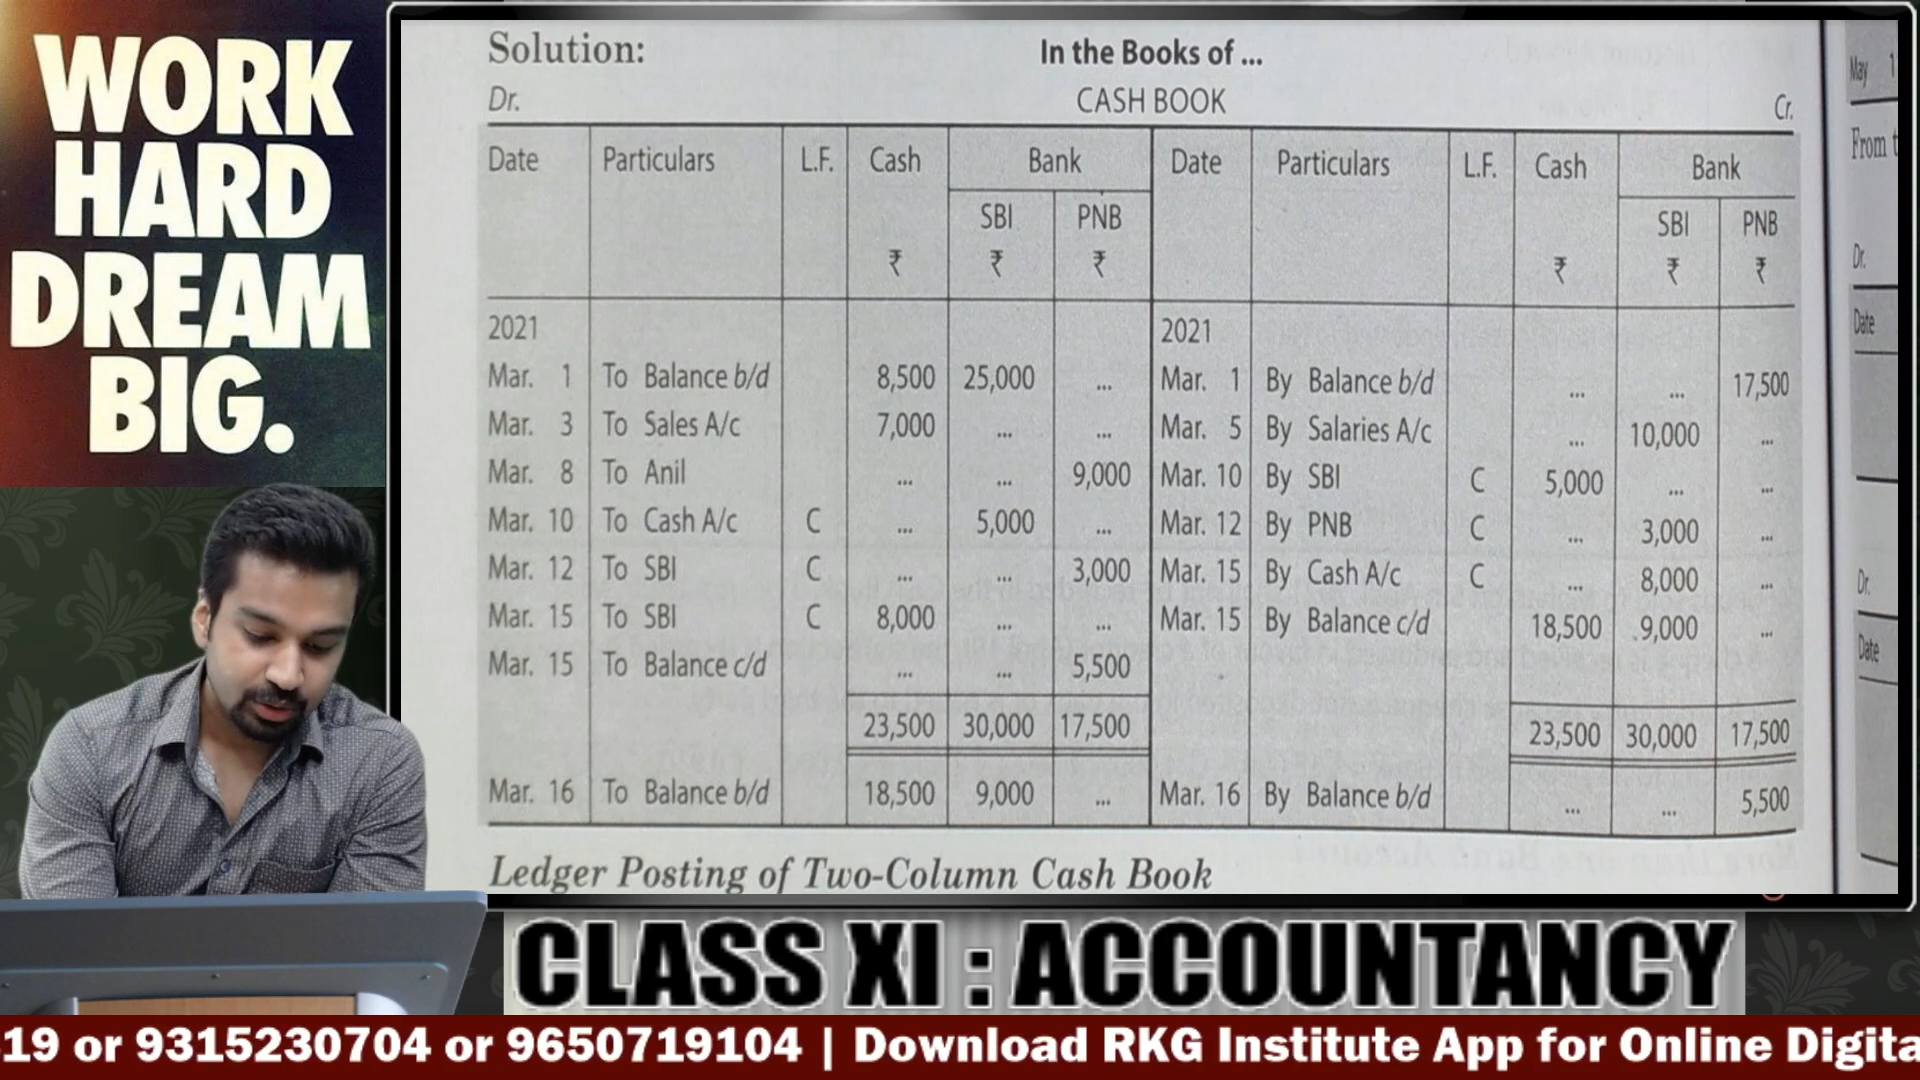 WORK
HARD
DREAM
BIG.
Solution:
In the Books of ...
Dr. CASH BOOK Cr.
Date Particulars L.F. Cash Bank Date Particulars L.F. Cash Bank
SBI PNB SBI PNB
₹ ₹ ₹ ₹ ₹ ₹
2021 2021
Mar. 1 To Balance b/d 8,500 25,000 ... Mar. 1 By Balance b/d ... ... 17,500
Mar. 3 To Sales A/c 7,000 ... ... Mar. 5 By Salaries A/c ... 10,000 ...
Mar. 8 To Anil ... ... 9,000 Mar. 10 By SBI C 5,000 ... ...
Mar. 10 To Cash A/c C ... 5,000 ... Mar. 12 By PNB C ... 3,000 ...
Mar. 12 To SBI C ... ... 3,000 Mar. 15 By Cash A/c C ... 8,000 ...
Mar. 15 To SBI C 8,000 ... ... Mar. 15 By Balance c/d 18,500 9,000 ...
Mar. 15 To Balance c/d ... ... 5,500
23,500 30,000 17,500 23,500 30,000 17,500
Mar. 16 To Balance b/d 18,500 9,000 ... Mar. 16 By Balance b/d ... ... 5,500
Ledger Posting of Two-Column Cash Book
May 1
From t
Dr.
Date
Dr.
Date
CLASS XI : ACCOUNTANCY
19 or 9315230704 or 9650719104 | Download RKG Institute App for Online Digita